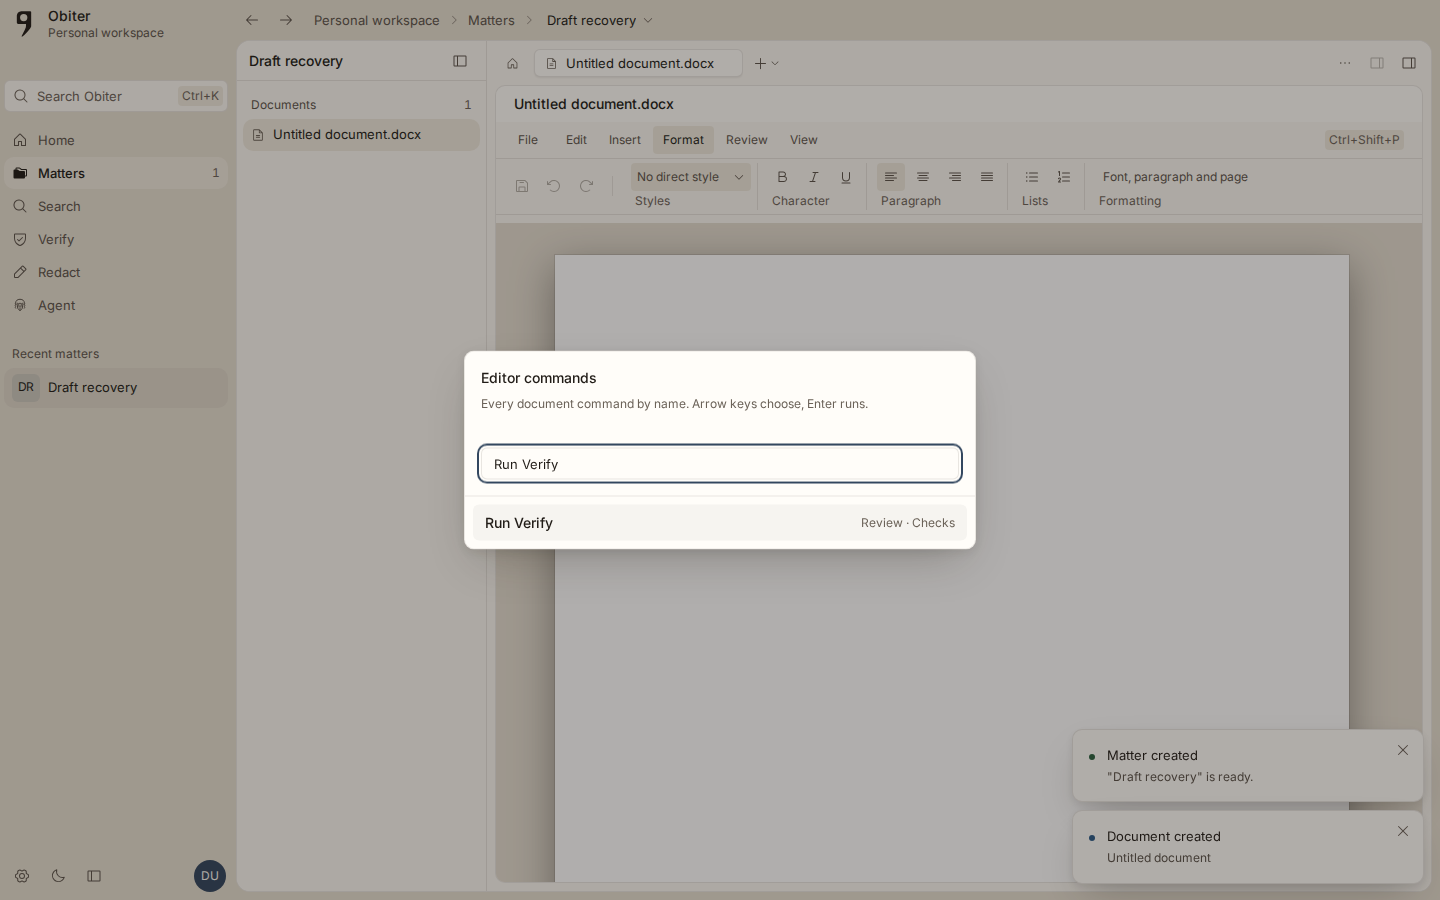 Obiter
Personal workspace
Personal workspace
Matters
Draft recovery
Search Obiter
Ctrl+K
Home
Matters
1
Search
Verify
Redact
Agent
Recent matters
DR
Draft recovery
DU
Draft recovery
Documents
1
Untitled document.docx
Untitled document.docx
Untitled document.docx
File
Edit
Insert
Format
Review
View
Ctrl+Shift+P
No direct style
Styles
B
I
U
Character
Paragraph
Lists
Font, paragraph and page
Formatting
Editor commands
Every document command by name. Arrow keys choose, Enter runs.
Run Verify
Run Verify
Review · Checks
Matter created
"Draft recovery" is ready.
Document created
Untitled document